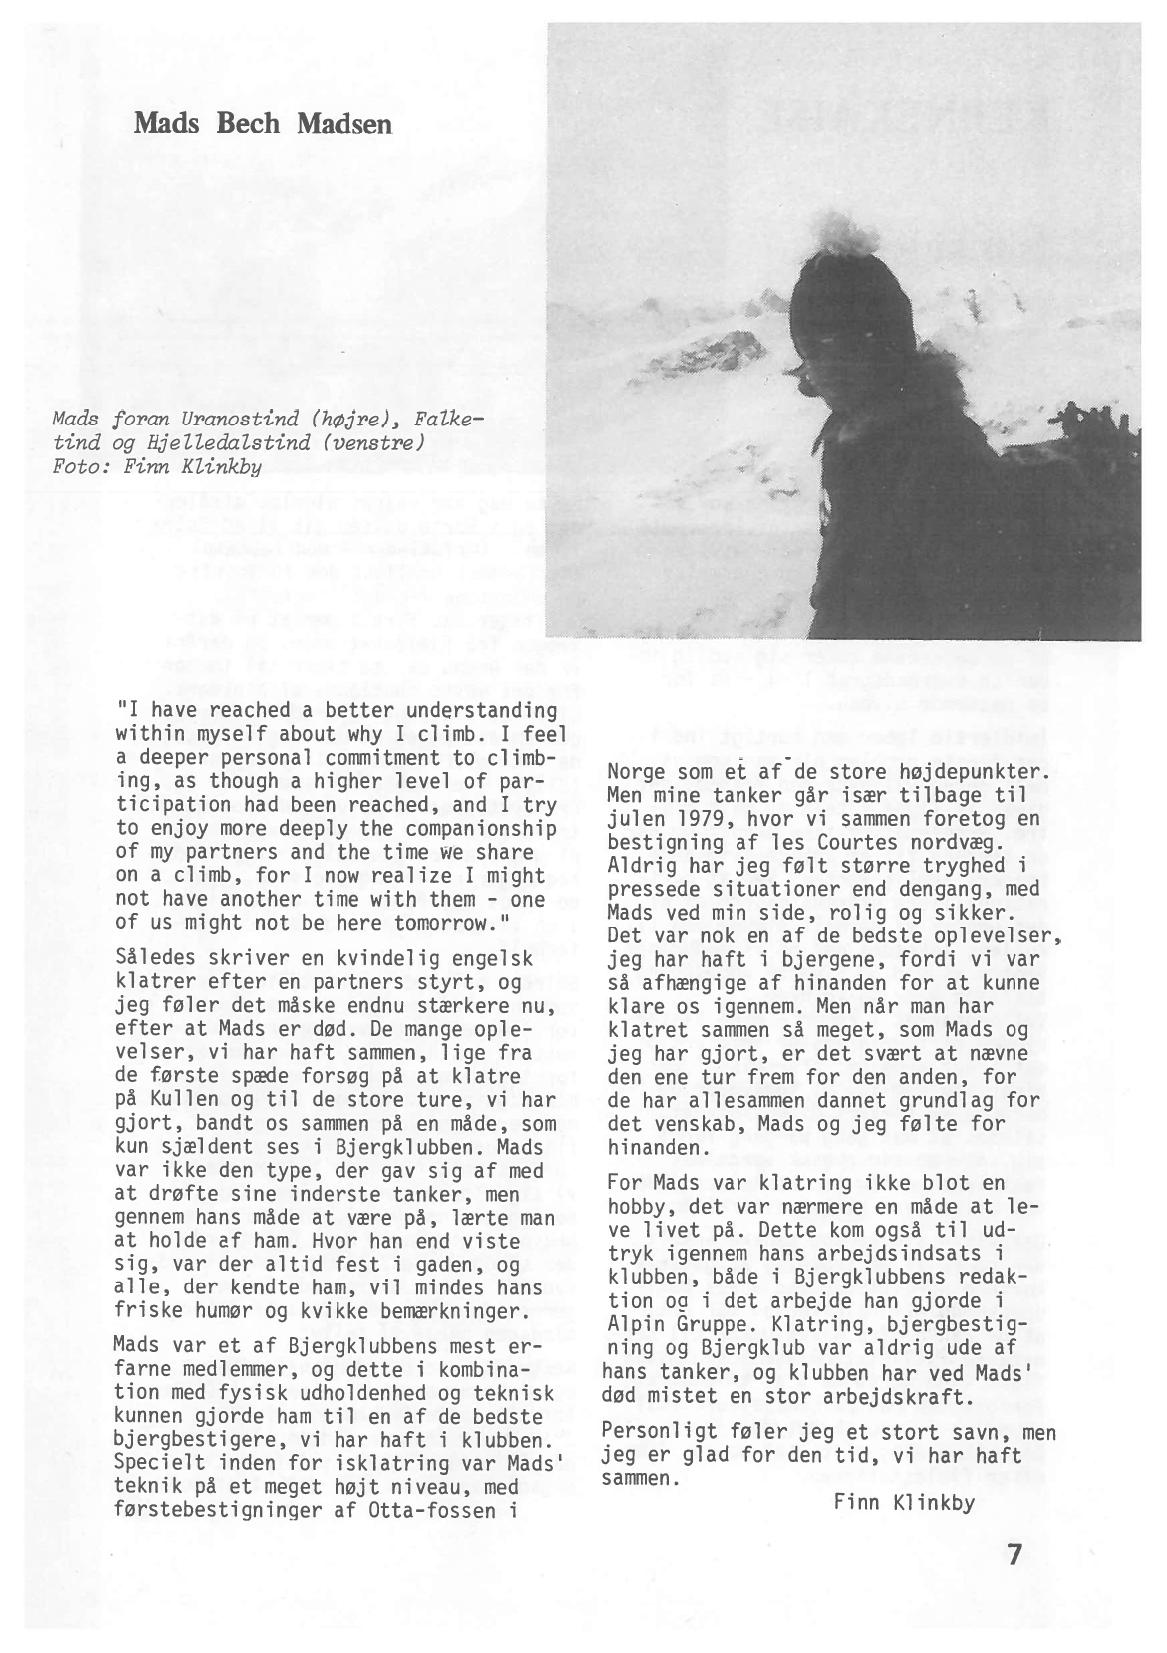 Mads Bech Madsen
Mads foran Uranostind (højre), Falke-
tind og Hjelledalstind (venstre)
Foto: Finn Klinkby
"I have reached a better understanding
within myself about why I climb. I feel
a deeper personal commitment to climb-
ing, as though a higher level of par-
ticipation had been reached, and I try
to enjoy more deeply the companionship
of my partners and the time we share
on a climb, for I now realize I might
not have another time with them - one
of us might not be here tomorrow."
Således skriver en kvindelig engelsk
klatrer efter en partners styrt, og
jeg føler det måske endnu stærkere nu,
efter at Mads er død. De mange ople-
velser, vi har haft sammen, lige fra
de første spæde forsøg på at klatre
på Kullen og til de store ture, vi har
gjort, bandt os sammen på en måde, som
kun sjældent ses i Bjergklubben. Mads
var ikke den type, der gav sig af med
at drøfte sine inderste tanker, men
gennem hans måde at være på, lærte man
at holde af ham. Hvor han end viste
sig, var der altid fest i gaden, og
alle, der kendte ham, vil mindes hans
friske humør og kvikke bemærkninger.
Mads var et af Bjergklubbens mest er-
farne medlemmer, og dette i kombina-
tion med fysisk udholdenhed og teknisk
kunnen gjorde ham til en af de bedste
bjergbestigere, vi har haft i klubben.
Specielt inden for isklatring var Mads'
teknik på et meget højt niveau, med
førstebestigninger af Otta-fossen i
Norge som et af de store højdepunkter.
Men mine tanker går især tilbage til
julen 1979, hvor vi sammen foretog en
bestigning af les Courtes nordvæg.
Aldrig har jeg følt større tryghed i
pressede situationer end dengang, med
Mads ved min side, rolig og sikker.
Det var nok en af de bedste oplevelser,
jeg har haft i bjergene, fordi vi var
så afhængige af hinanden for at kunne
klare os igennem. Men når man har
klatret sammen så meget, som Mads og
jeg har gjort, er det svært at nævne
den ene tur frem for den anden, for
de har allesammen dannet grundlag for
det venskab, Mads og jeg følte for
hinanden.
For Mads var klatring ikke blot en
hobby, det var nærmere en måde at le-
ve livet på. Dette kom også til ud-
tryk igennem hans arbejdsindsats i
klubben, både i Bjergklubbens redak-
tion og i det arbejde han gjorde i
Alpin Gruppe. Klatring, bjergbestig-
ning og Bjergklub var aldrig ude af
hans tanker, og klubben har ved Mads'
død mistet en stor arbejdskraft.
Personligt føler jeg et stort savn, men
jeg er glad for den tid, vi har haft
sammen.
Finn Klinkby
7